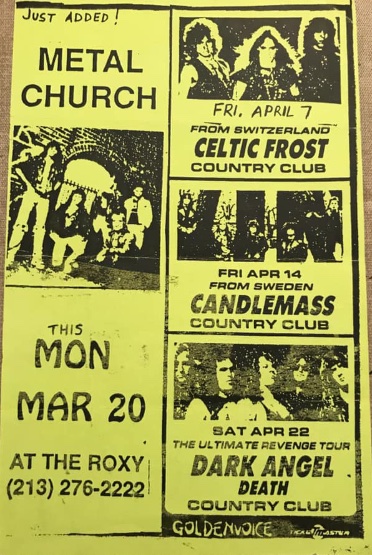 JUST ADDED!
METAL
CHURCH
THIS
MON
MAR 20
AT THE ROXY
(213) 276-2222
FRI. APRIL 7
FROM SWITZERLAND
CELTIC FROST
COUNTRY CLUB
FRI APR 14
FROM SWEDEN
CANDLEMASS
COUNTRY CLUB
SAT APR 22
THE ULTIMATE REVENGE TOUR
DARK ANGEL
DEATH
COUNTRY CLUB
GOLDENVOICE
TICKETMASTER